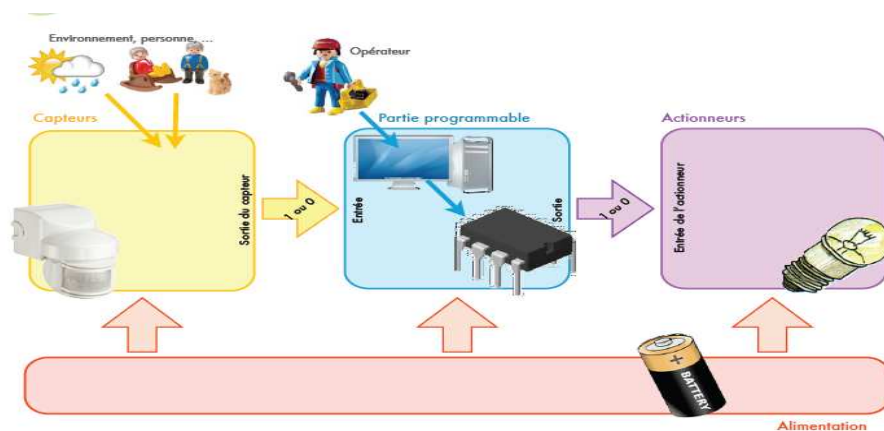 Environnement, personne, ...
Opérateur
Capteurs
Partie programmable
Actionneurs
Sortie du capteur
1 ou 0
Entrée
Sortie
1 ou 0
Entrée de l'actionneur
+
BATTERY
Alimentation